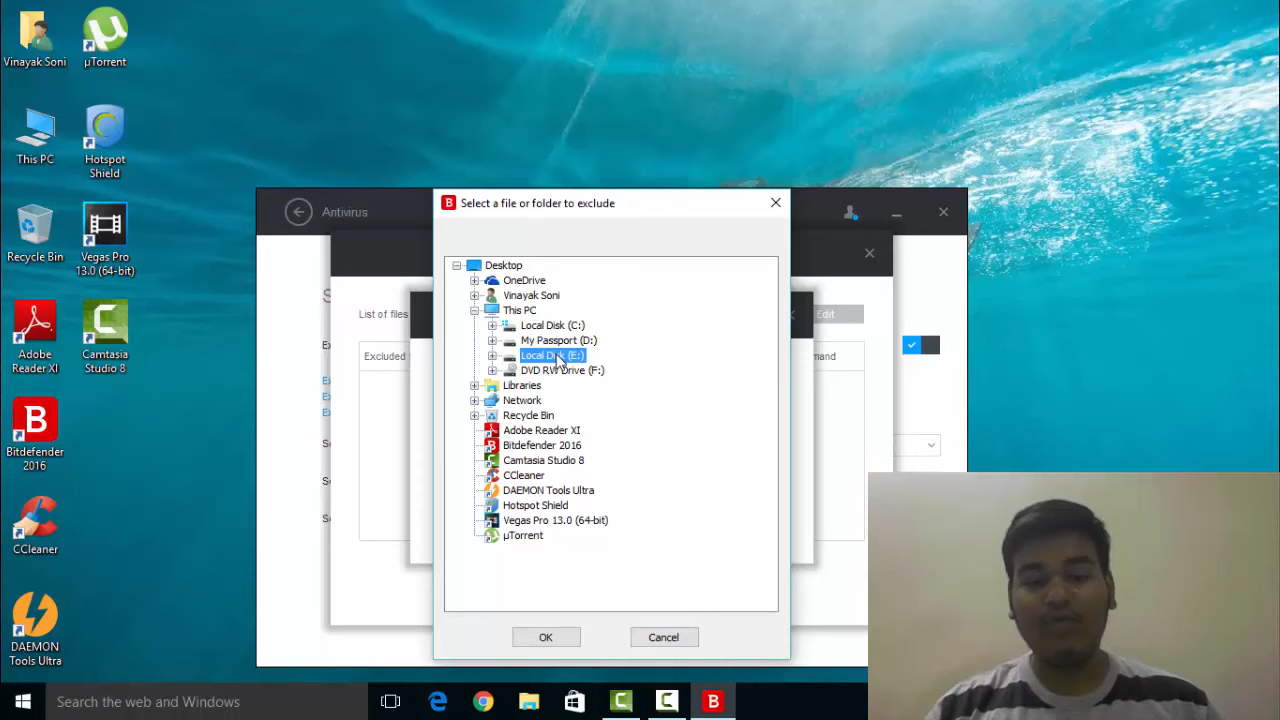 Vinayak Soni
µTorrent
This PC
Hotspot
Shield
Recycle Bin
Vegas Pro
13.0 (64-bit)
Adobe
Reader XI
Camtasia
Studio 8
Bitdefender
2016
CCleaner
DAEMON
Tools Ultra
Antivirus
Select a file or folder to exclude
List of files
Edit
Excluded
Desktop
OneDrive
Vinayak Soni
This PC
Local Disk (C:)
My Passport (D:)
Local Disk (E:)
DVD RW Drive (F:)
Libraries
Network
Recycle Bin
Adobe Reader XI
Bitdefender 2016
Camtasia Studio 8
CCleaner
DAEMON Tools Ultra
Hotspot Shield
Vegas Pro 13.0 (64-bit)
µTorrent
OK
Cancel
Search the web and Windows